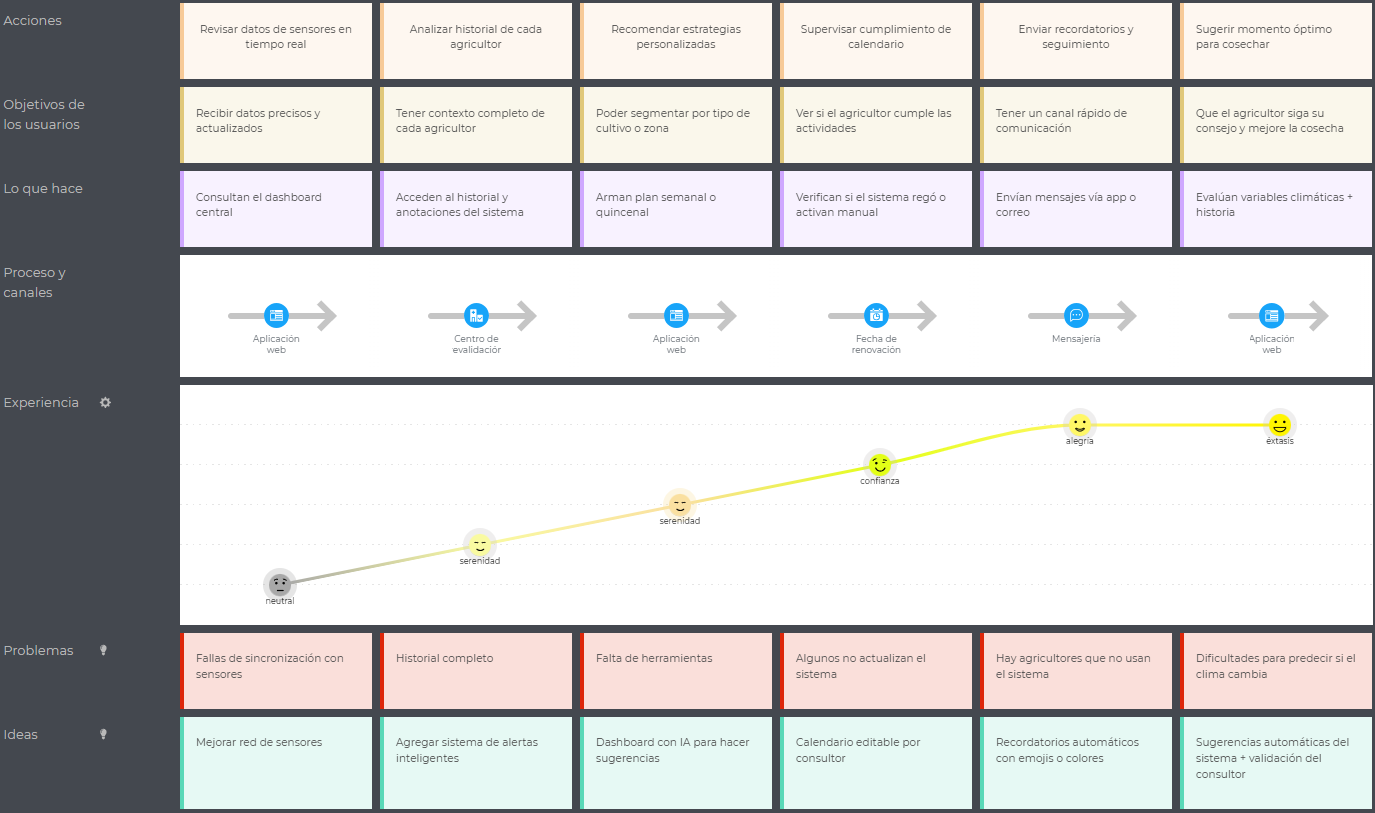 Acciones
Revisar datos de sensores en
tiempo real
Analizar historial de cada
agricultor
Recomendar estrategias
personalizadas
Supervisar cumplimiento de
calendario
Enviar recordatorios y
seguimiento
Sugerir momento óptimo
para cosechar
Objetivos de
los usuarios
Recibir datos precisos y
actualizados
Tener contexto completo de
cada agricultor
Poder segmentar por tipo de
cultivo o zona
Ver si el agricultor cumple las
actividades
Tener un canal rápido de
comunicación
Que el agricultor siga su
consejo y mejore la cosecha
Lo que hace
Consultan el dashboard
central
Acceden al historial y
anotaciones del sistema
Arman plan semanal o
quincenal
Verifican si el sistema regó o
activan manual
Envían mensajes vía app o
correo
Evalúan variables climáticas +
historia
Proceso y
canales
Aplicación
web
Centro de
evalidación
Aplicación
web
Fecha de
renovación
Mensajería
Aplicación
web
Experiencia
neutral
serenidad
serenidad
confianza
alegría
éxtasis
Problemas
Fallas de sincronización con
sensores
Historial completo
Falta de herramientas
Algunos no actualizan el
sistema
Hay agricultores que no usan
el sistema
Dificultades para predecir si el
clima cambia
Ideas
Mejorar red de sensores
Agregar sistema de alertas
inteligentes
Dashboard con IA para hacer
sugerencias
Calendario editable por
consultor
Recordatorios automáticos
con emojis o colores
Sugerencias automáticas del
sistema + validación del
consultor